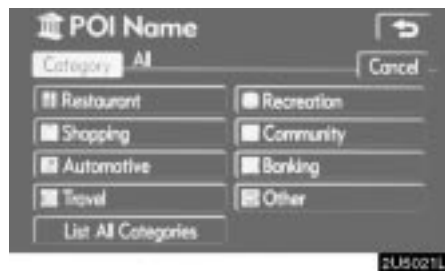 POI Name
Category All
Cancel
Restaurant Recreation
Shopping Community
Automotive Banking
Travel Other
List All Categories
2U5021L